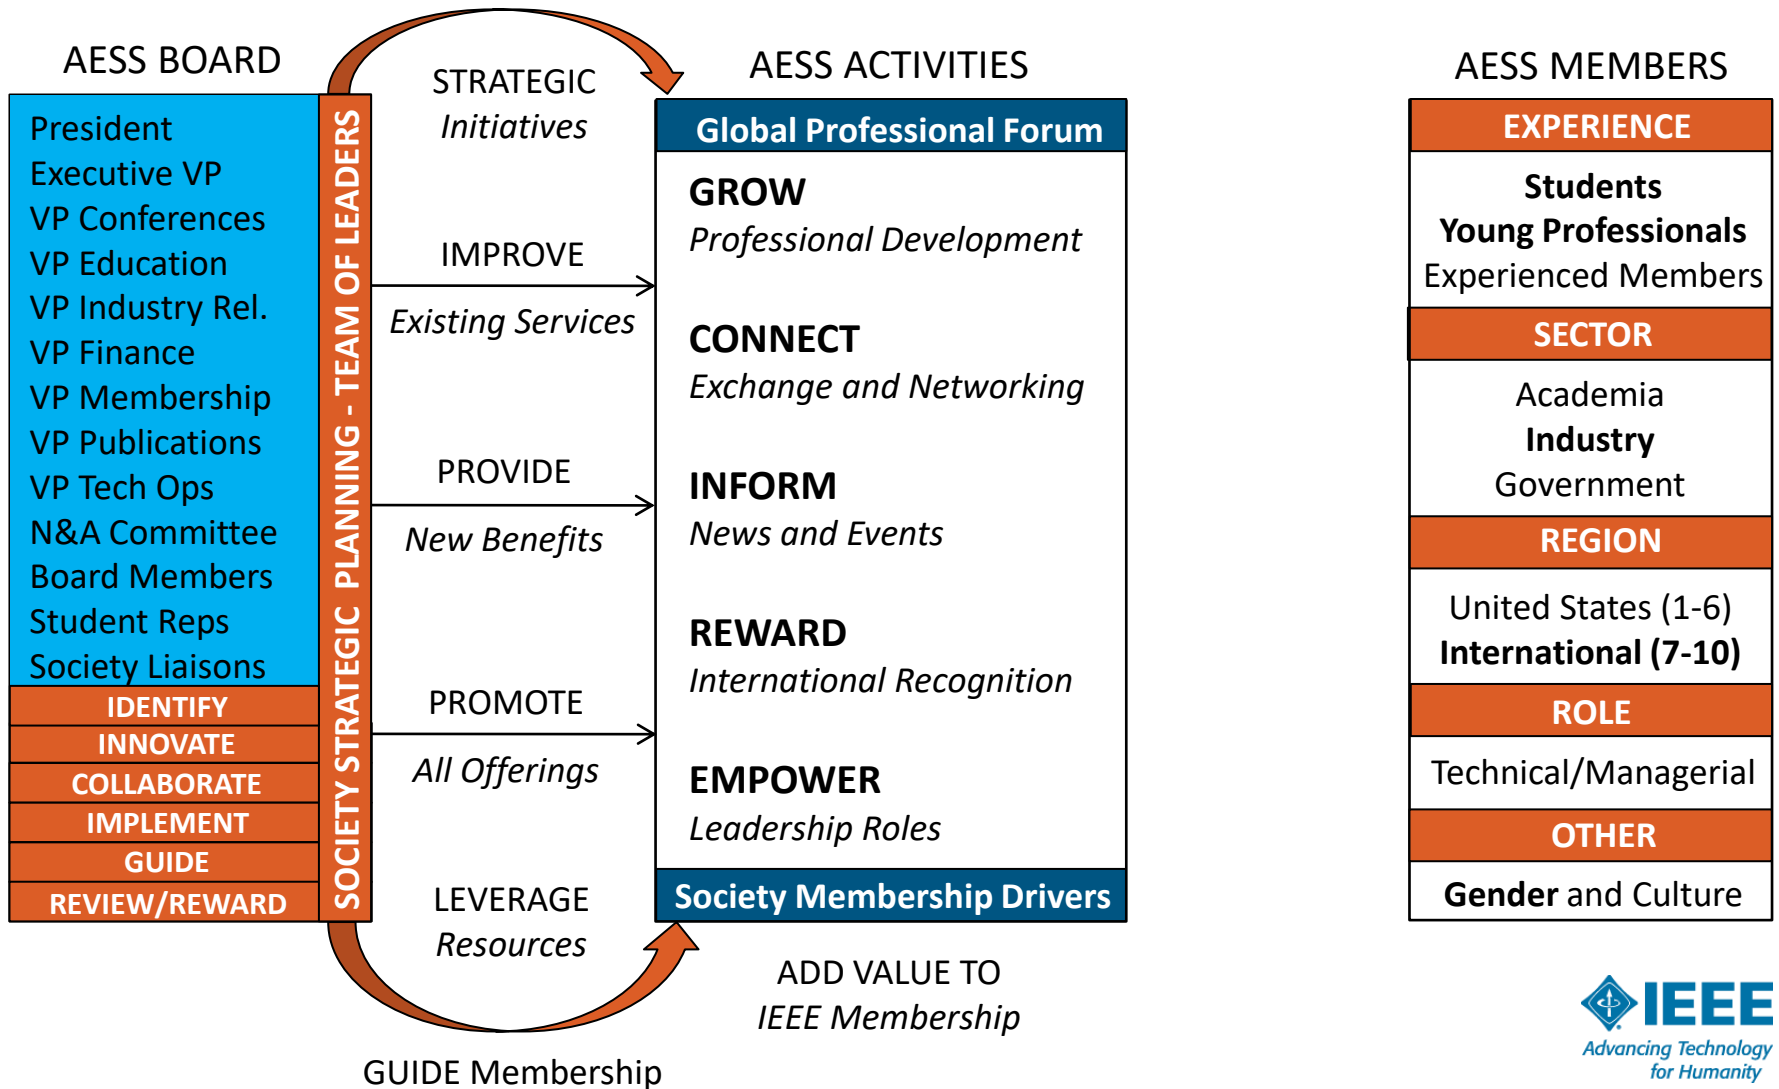 AESS BOARD
President
Executive VP
VP Conferences
VP Education
VP Industry Rel.
VP Finance
VP Membership
VP Publications
VP Tech Ops
N&A Committee
Board Members
Student Reps
Society Liaisons
IDENTIFY
INNOVATE
COLLABORATE
IMPLEMENT
GUIDE
REVIEW/REWARD
SOCIETY STRATEGIC PLANNING - TEAM OF LEADERS
STRATEGIC
Initiatives
IMPROVE
Existing Services
PROVIDE
New Benefits
PROMOTE
All Offerings
LEVERAGE
Resources
GUIDE Membership
AESS ACTIVITIES
Global Professional Forum
GROW
Professional Development
CONNECT
Exchange and Networking
INFORM
News and Events
REWARD
International Recognition
EMPOWER
Leadership Roles
Society Membership Drivers
ADD VALUE TO
IEEE Membership
AESS MEMBERS
EXPERIENCE
Students
Young Professionals
Experienced Members
SECTOR
Academia
Industry
Government
REGION
United States (1-6)
International (7-10)
ROLE
Technical/Managerial
OTHER
Gender and Culture
IEEE
Advancing Technology
for Humanity